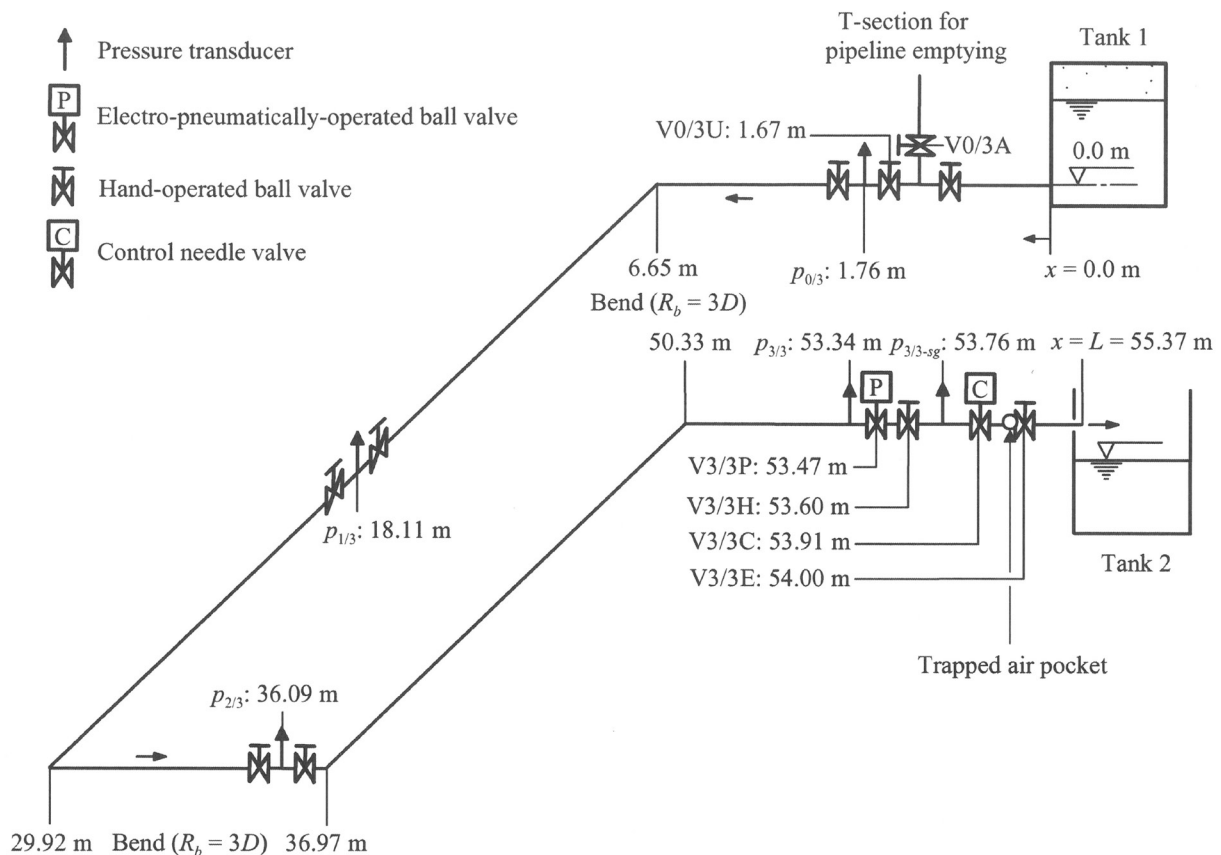 T-section for
pipeline emptying
Tank 1
Pressure transducer
P
Electro-pneumatically-operated ball valve
V0/3U: 1.67 m
V0/3A
0.0 m
Hand-operated ball valve
C
Control needle valve
6.65 m
p0/3: 1.76 m
x = 0.0 m
Bend (Rb = 3D)
50.33 m
p3/3: 53.34 m
p3/3-sg: 53.76 m
x = L = 55.37 m
P
C
V3/3P: 53.47 m
V3/3H: 53.60 m
V3/3C: 53.91 m
V3/3E: 54.00 m
Tank 2
p1/3: 18.11 m
Trapped air pocket
p2/3: 36.09 m
29.92 m
Bend (Rb = 3D)
36.97 m